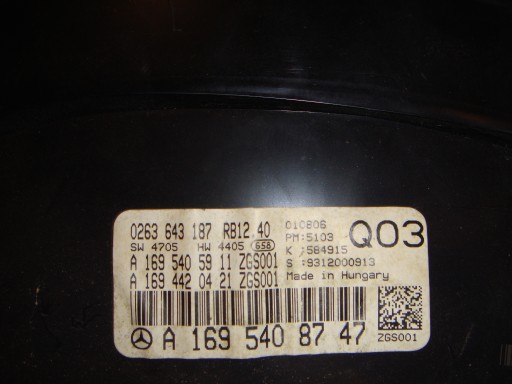 0263 643 187 RB12.40
SW 4705 HW 4405 658
A 169 540 59 11 ZGS001
A 169 442 04 21 ZGS001
010806
PM:5103
K :584915
S :9312000913
Made in Hungary
Q03
A 169 540 87 47
ZGS001